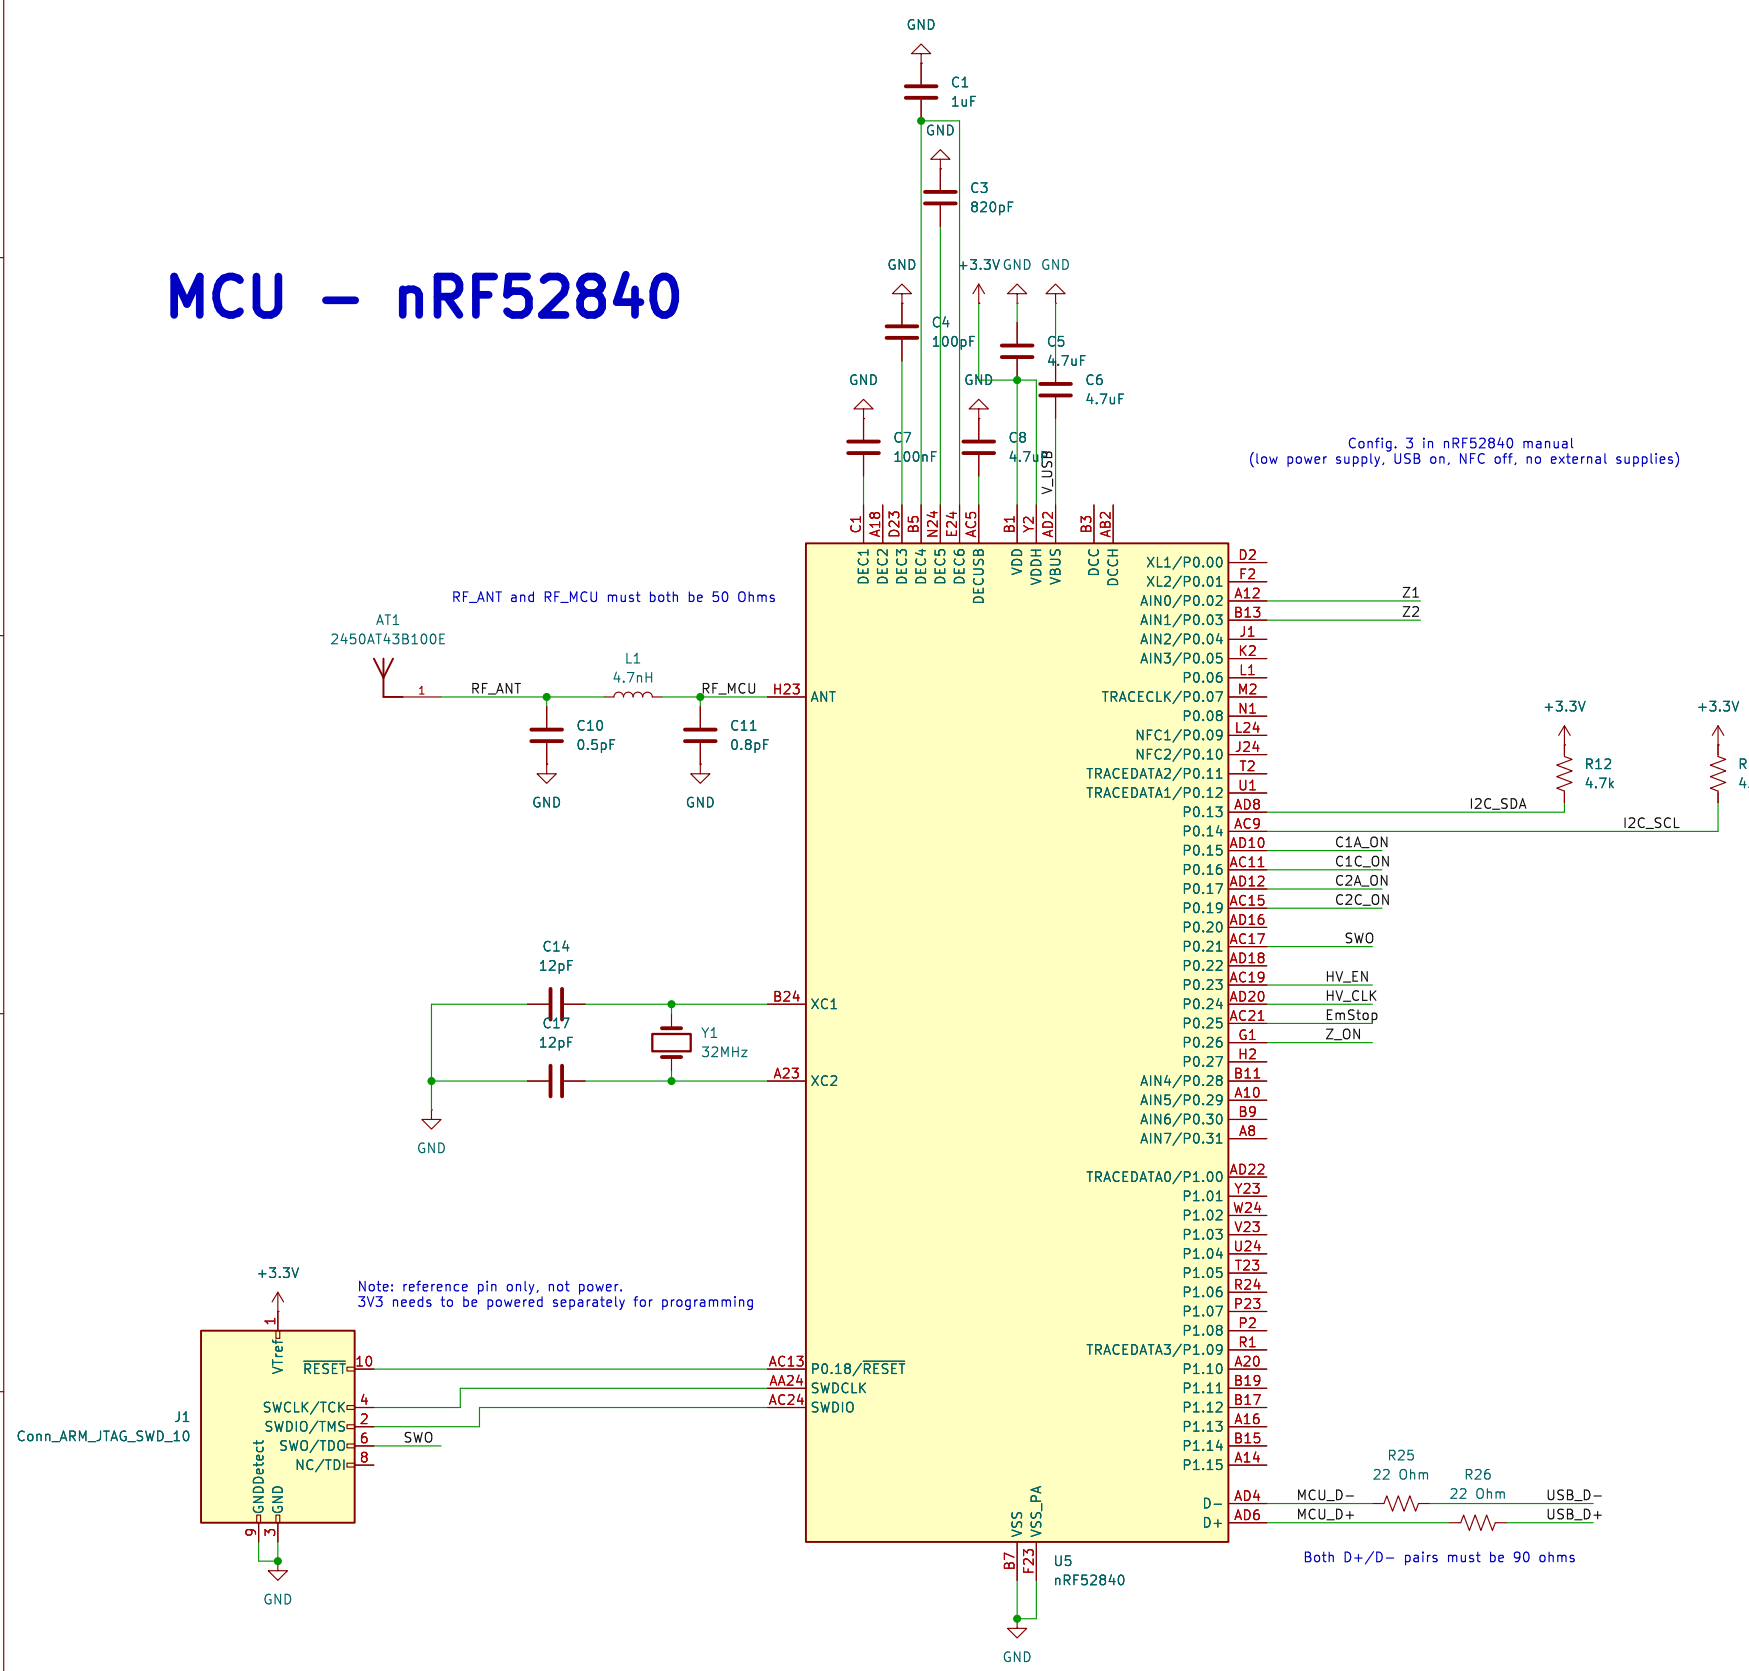 GND
C1
1uF
GND
C3
820pF
GND
+3.3V
GND
GND
C4
100pF
C5
4.7uF
GND
GND
C6
4.7uF
C7
100nF
C8
4.7uF
V_USB
MCU - nRF52840
Config. 3 in nRF52840 manual
(low power supply, USB on, NFC off, no external supplies)
C1
A18
D23
B5
N24
E24
AC5
B1
Y2
AD2
B3
AB2
DEC1
DEC2
DEC3
DEC4
DEC5
DEC6
DECUSB
VDD
VDDH
VBUS
DCC
DCCH
RF_ANT and RF_MCU must both be 50 Ohms
AT1
2450AT43B100E
1
RF_ANT
L1
4.7nH
RF_MCU
H23
ANT
C10
0.5pF
GND
C11
0.8pF
GND
C14
12pF
B24
XC1
C17
12pF
Y1
32MHz
A23
XC2
GND
+3.3V
Note: reference pin only, not power.
3V3 needs to be powered separately for programming
1
VTref
RESET
10
SWCLK/TCK
4
SWDIO/TMS
2
SWO/TDO
6
SWO
NC/TDI
8
J1
Conn_ARM_JTAG_SWD_10
GNDDetect
GND
9
3
GND
AC13
P0.18/RESET
AA24
SWDCLK
AC24
SWDIO
XL1/P0.00
D2
XL2/P0.01
F2
AIN0/P0.02
A12
Z1
AIN1/P0.03
B13
Z2
AIN2/P0.04
J1
AIN3/P0.05
K2
P0.06
L1
TRACECLK/P0.07
M2
P0.08
N1
NFC1/P0.09
L24
NFC2/P0.10
J24
TRACEDATA2/P0.11
T2
TRACEDATA1/P0.12
U1
P0.13
AD8
I2C_SDA
P0.14
AC9
I2C_SCL
+3.3V
R12
4.7k
+3.3V
R
4.
P0.15
AD10
C1A_ON
P0.16
AC11
C1C_ON
P0.17
AD12
C2A_ON
P0.19
AC15
C2C_ON
P0.20
AD16
P0.21
AC17
SWO
P0.22
AD18
P0.23
AC19
HV_EN
P0.24
AD20
HV_CLK
P0.25
AC21
EmStop
P0.26
G1
Z_ON
P0.27
H2
AIN4/P0.28
B11
AIN5/P0.29
A10
AIN6/P0.30
B9
AIN7/P0.31
A8
TRACEDATA0/P1.00
AD22
P1.01
Y23
P1.02
W24
P1.03
V23
P1.04
U24
P1.05
T23
P1.06
R24
P1.07
P23
P1.08
P2
TRACEDATA3/P1.09
R1
P1.10
A20
P1.11
B19
P1.12
B17
P1.13
A16
P1.14
B15
P1.15
A14
D-
AD4
MCU_D-
R25
22 Ohm
USB_D-
D+
AD6
MCU_D+
R26
22 Ohm
USB_D+
Both D+/D- pairs must be 90 ohms
VSS
VSS_PA
B7
F23
U5
nRF52840
GND